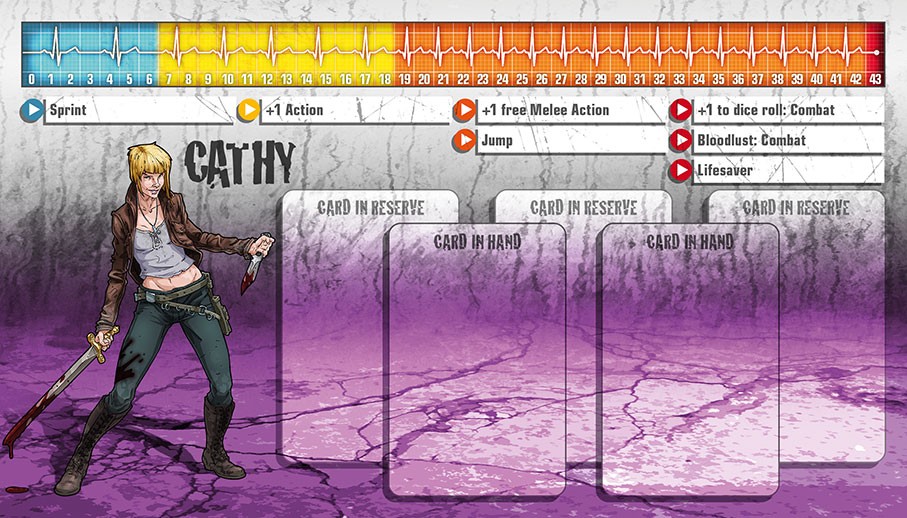 0 1 2 3 4 5 6 7 8 9 10 11 12 13 14 15 16 17 18 19 20 21 22 23 24 25 26 27 28 29 30 31 32 33 34 35 36 37 38 39 40 41 42 43
Sprint
+1 Action
+1 free Melee Action
+1 to dice roll: Combat
Jump
Bloodlust: Combat
Lifesaver
CATHY
CARD IN RESERVE
CARD IN RESERVE
CARD IN RESERVE
CARD IN HAND
CARD IN HAND